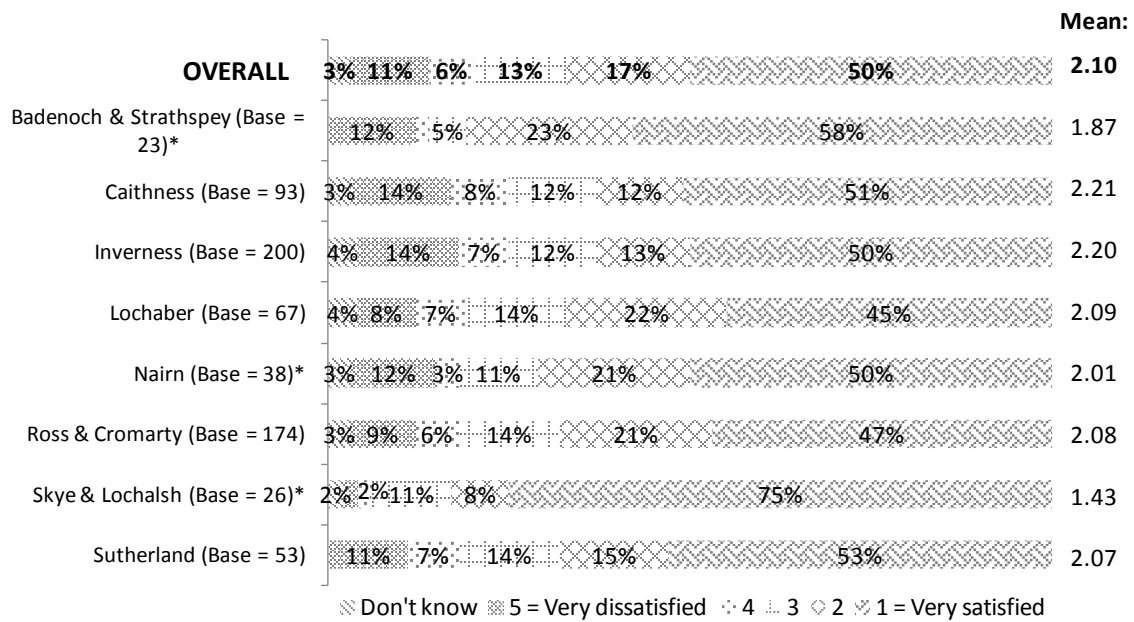 Mean:
OVERALL 3% 11% 6% 13% 17% 50% 2.10
Badenoch & Strathspey (Base =
23)* 12% 5% 23% 58% 1.87
Caithness (Base = 93) 3% 14% 8% 12% 12% 51% 2.21
Inverness (Base = 200) 4% 14% 7% 12% 13% 50% 2.20
Lochaber (Base = 67) 4% 8% 7% 14% 22% 45% 2.09
Nairn (Base = 38)* 3% 12% 3% 11% 21% 50% 2.01
Ross & Cromarty (Base = 174) 3% 9% 6% 14% 21% 47% 2.08
Skye & Lochalsh (Base = 26)* 2% 2% 11% 8% 75% 1.43
Sutherland (Base = 53) 11% 7% 14% 15% 53% 2.07
Don't know 5 = Very dissatisfied 4 3 2 1 = Very satisfied